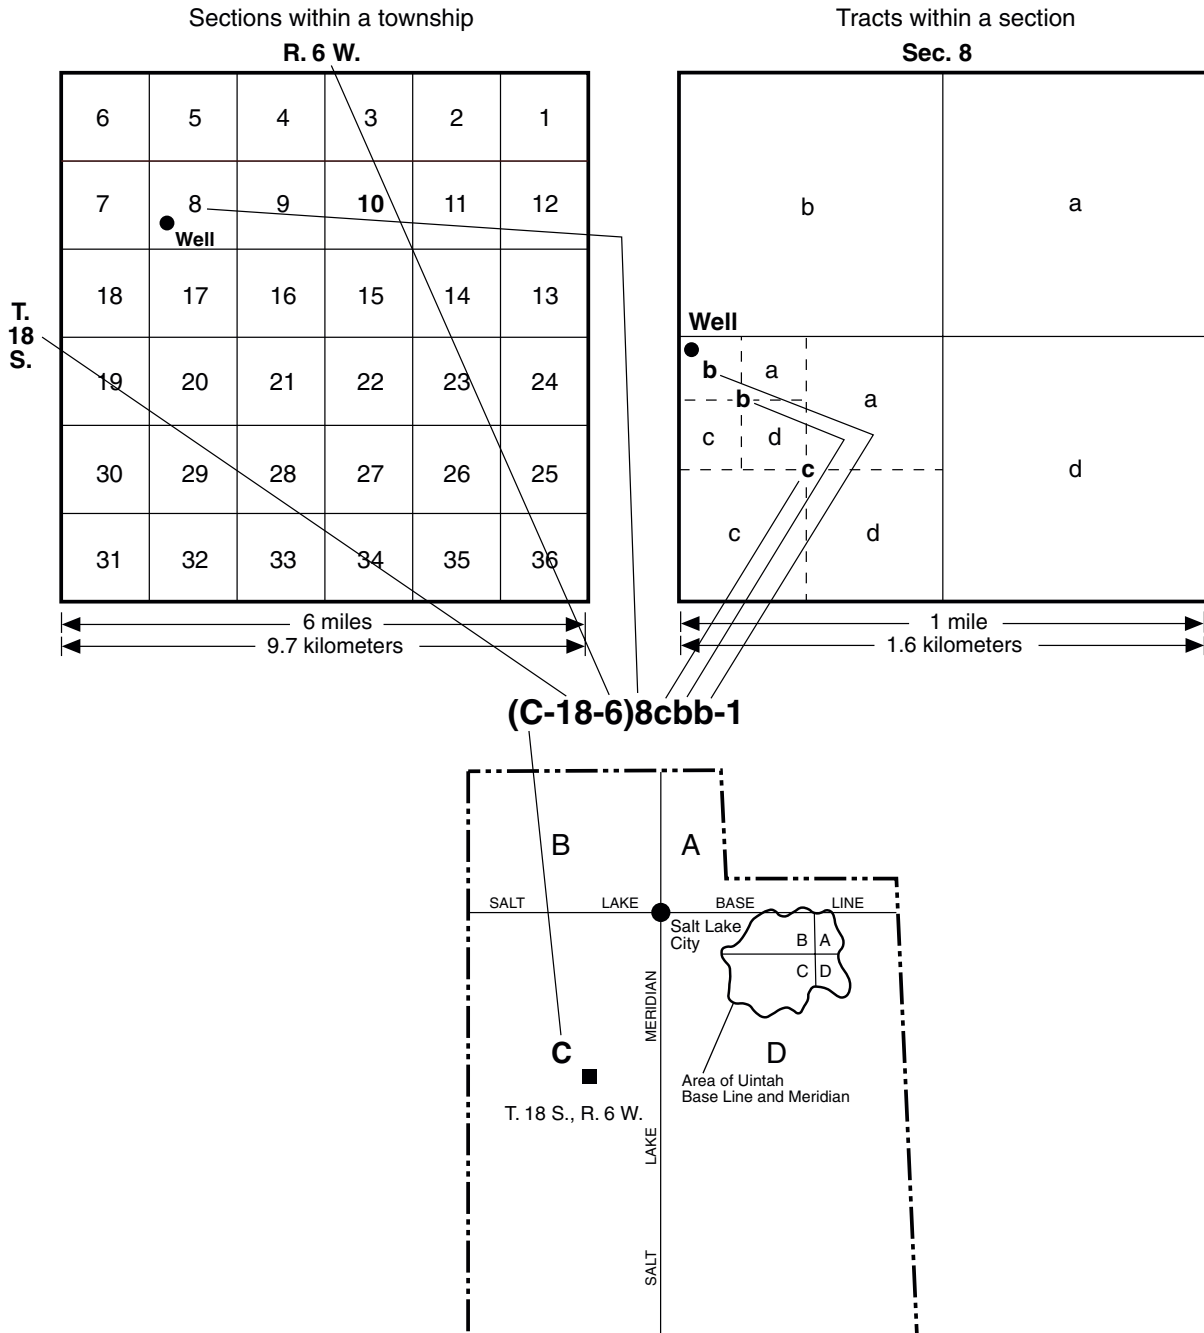 Sections within a township
R. 6 W.
6 5 4 3 2 1
7 8 9 10 11 12
Well
18 17 16 15 14 13
T.
18
S.
19 20 21 22 23 24
30 29 28 27 26 25
31 32 33 34 35 36
6 miles
9.7 kilometers
Tracts within a section
Sec. 8
b a
Well
b a
b a
c d
c d
c d
1 mile
1.6 kilometers
(C-18-6)8cbb-1
B A
SALT LAKE BASE LINE
Salt Lake
City
B A
C D
MERIDIAN
C
D
Area of Uintah
Base Line and Meridian
T. 18 S., R. 6 W.
LAKE
SALT